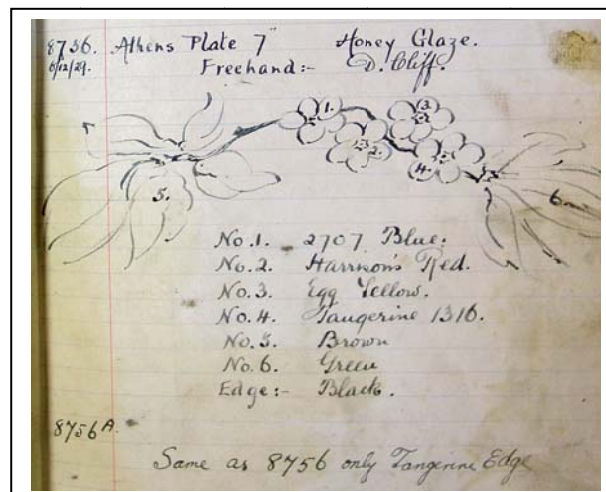 8756. Athens Plate 7" Honey Glaze.
6/12/29. Freehand:- D. Cliff.
1. 3.
2.
4.
5. 6.
No. 1. 2707 Blue.
No. 2. Harrison's Red.
No. 3. Egg Yellow.
No. 4. Tangerine 1316.
No. 5. Brown
No. 6. Green
Edge:- Black.
8756A.
Same as 8756 only Tangerine Edge